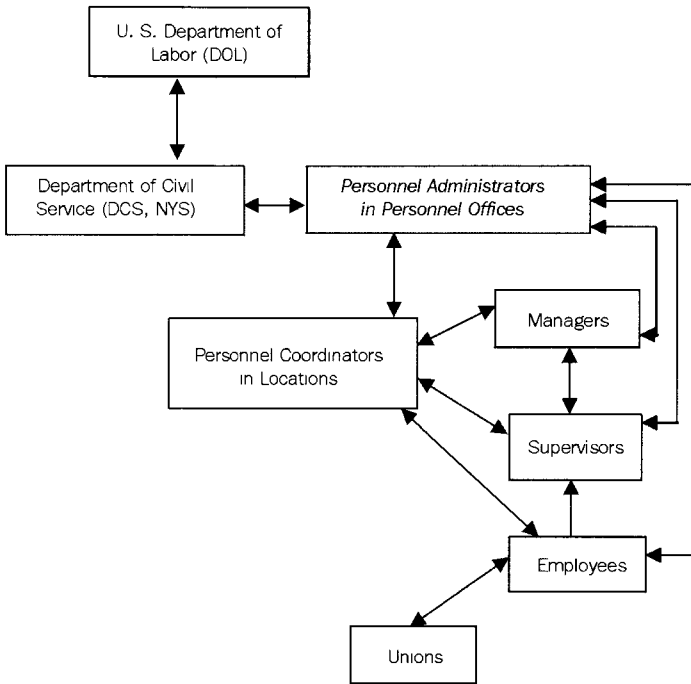 U. S. Department of
Labor (DOL)
Department of Civil
Service (DCS, NYS)
Personnel Administrators
in Personnel Offices
Managers
Personnel Coordinators
in Locations
Supervisors
Employees
Unions